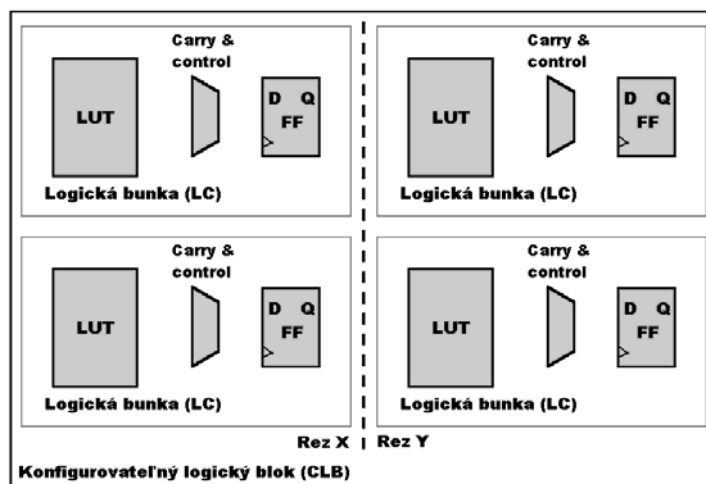 Carry &
control
LUT
D Q
FF
Logická bunka (LC)
Carry &
control
LUT
D Q
FF
Logická bunka (LC)
Carry &
control
LUT
D Q
FF
Logická bunka (LC)
Carry &
control
LUT
D Q
FF
Logická bunka (LC)
Rez X
Rez Y
Konfigurovateľný logický blok (CLB)